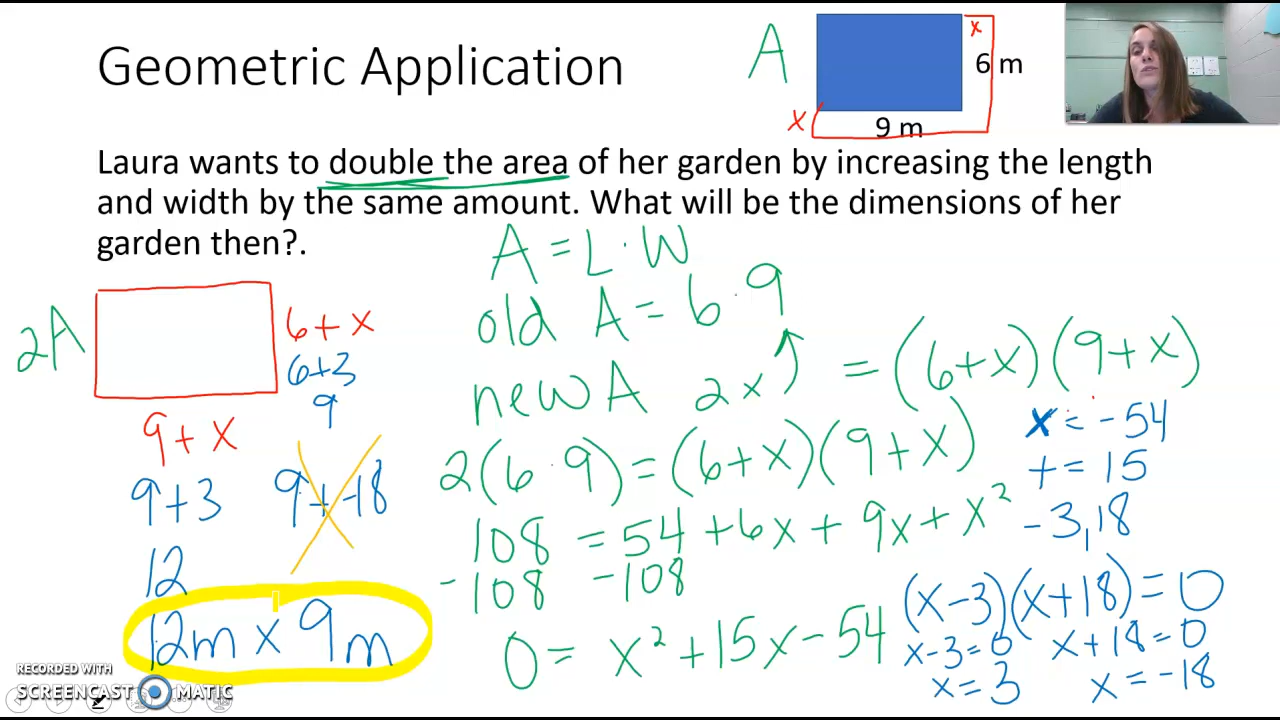 Geometric Application
A
x
6 m
x
9 m
Laura wants to double the area of her garden by increasing the length
and width by the same amount. What will be the dimensions of her
garden then?.
2A
6 + x
6+3
9
9 + x
9+3
12
9+-18
12m x 9m
A = L · W
old A = 6 · 9
new A 2 x = (6+x)(9+x)
2(6 · 9) = (6+x)(9+x)
108 = 54 + 6x + 9x + x²
-108 -108
0 = x² + 15x - 54
x = -54
+ = 15
-3, 18
(x-3)(x+18) = 0
x-3=0 x+18=0
x=3 x=-18
RECORDED WITH
SCREENCAST MATIC